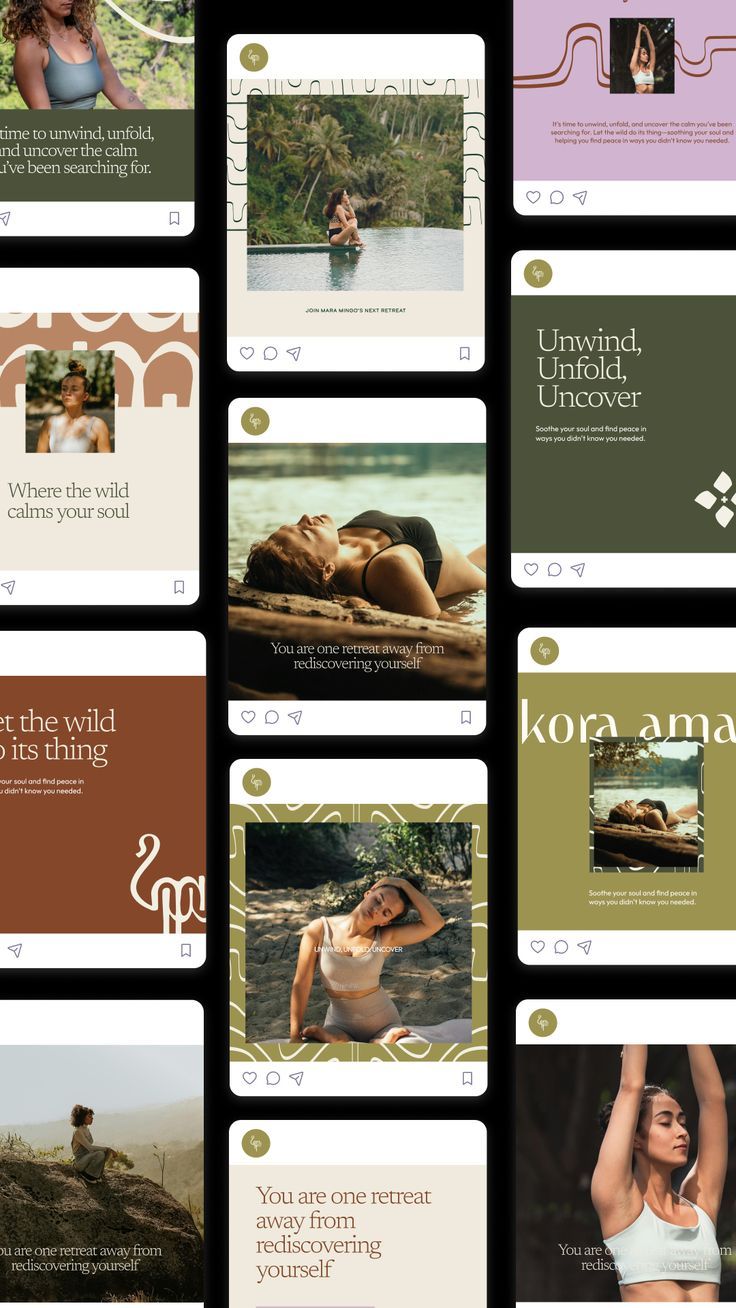 time to unwind, unfold,
and uncover the calm
u've been searching for.
Where the wild
calms your soul
et the wild
o its thing
your soul and find peace in
u didn't know you needed.
ou are one retreat away from
rediscovering yourself
JOIN MARA MINGO'S NEXT RETREAT
You are one retreat away from
rediscovering yourself
UNWIND, UNFOLD, UNCOVER
You are one retreat
away from
rediscovering
yourself
It's time to unwind, unfold, and uncover the calm you've been
searching for. Let the wild do its thing—soothing your soul and
helping you find peace in ways you didn't know you needed.
Unwind,
Unfold,
Uncover
Soothe your soul and find peace in
ways you didn't know you needed.
kora ama
Soothe your soul and find peace in
ways you didn't know you needed.
You are one retreat away from
rediscovering yourself